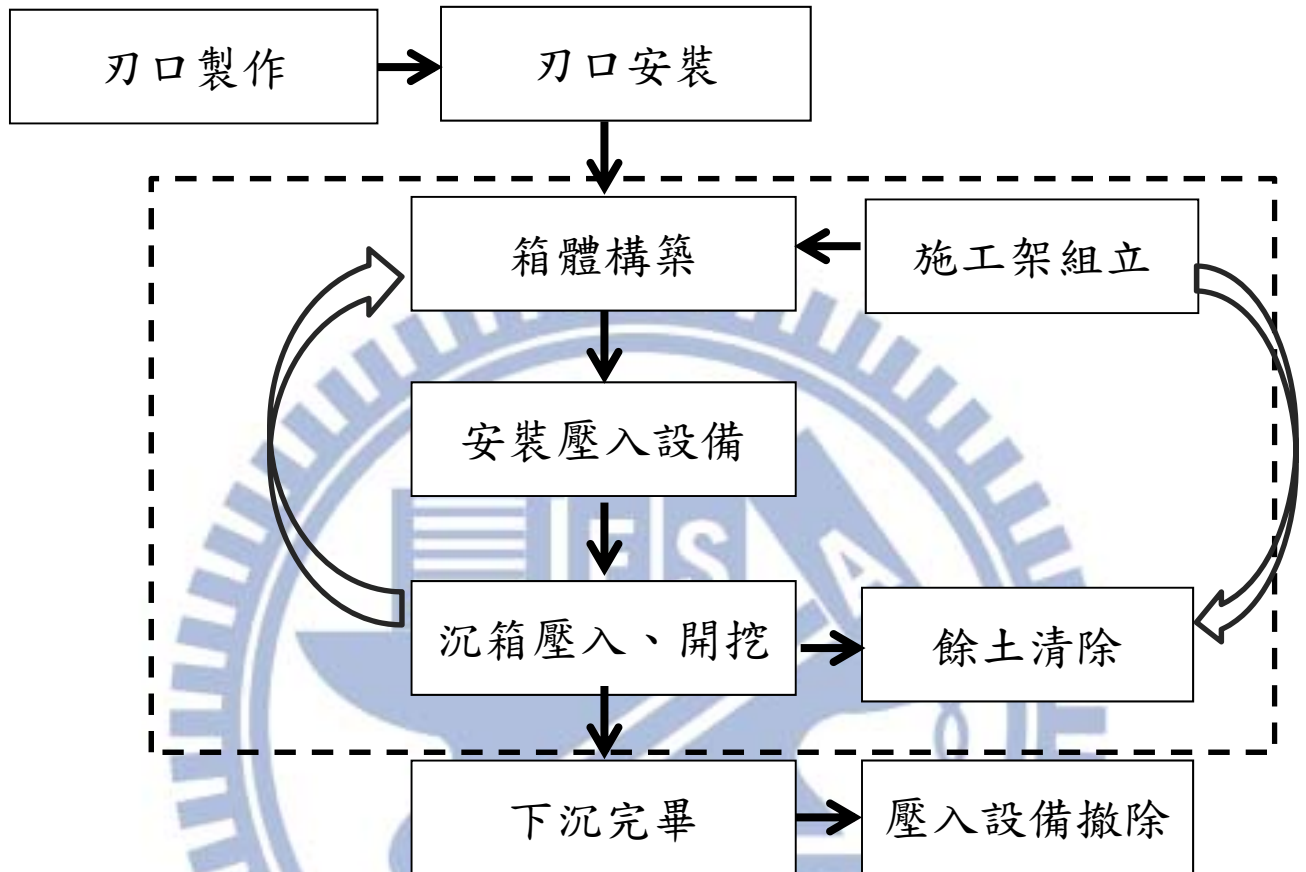 刃口製作
刃口安裝
箱體構築
施工架組立
安裝壓入設備
沉箱壓入、開挖
餘土清除
下沉完畢
壓入設備撤除
E S A